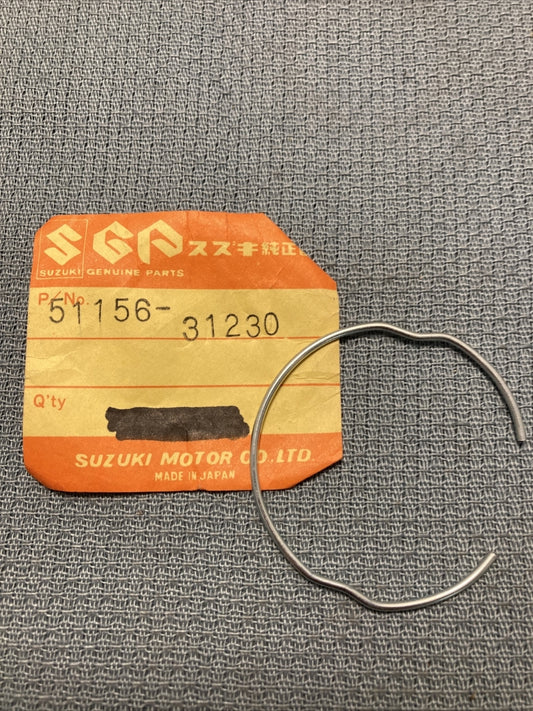 S SGP スズキ純正
SUZUKI GENUINE PARTS
P/No.
51156-31230
Q'ty
SUZUKI MOTOR CO.LTD.
MADE IN JAPAN